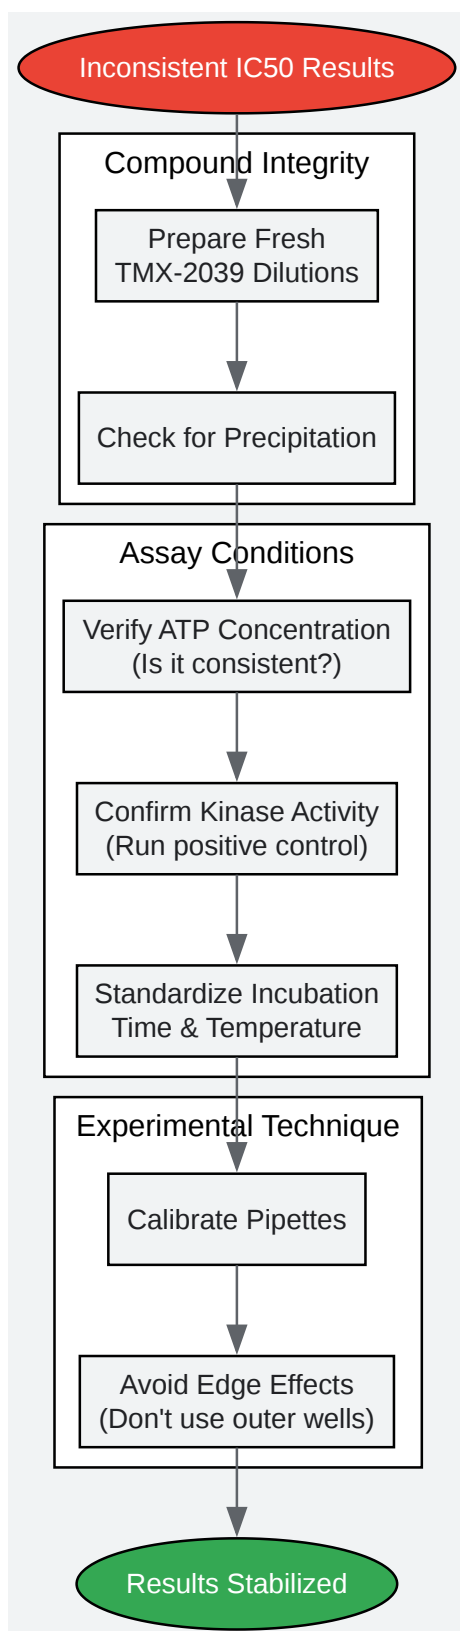 Inconsistent IC50 Results
Compound Integrity
Prepare Fresh
TMX-2039 Dilutions
Check for Precipitation
Assay Conditions
Verify ATP Concentration
(Is it consistent?)
Confirm Kinase Activity
(Run positive control)
Standardize Incubation
Time & Temperature
Experimental Technique
Calibrate Pipettes
Avoid Edge Effects
(Don't use outer wells)
Results Stabilized